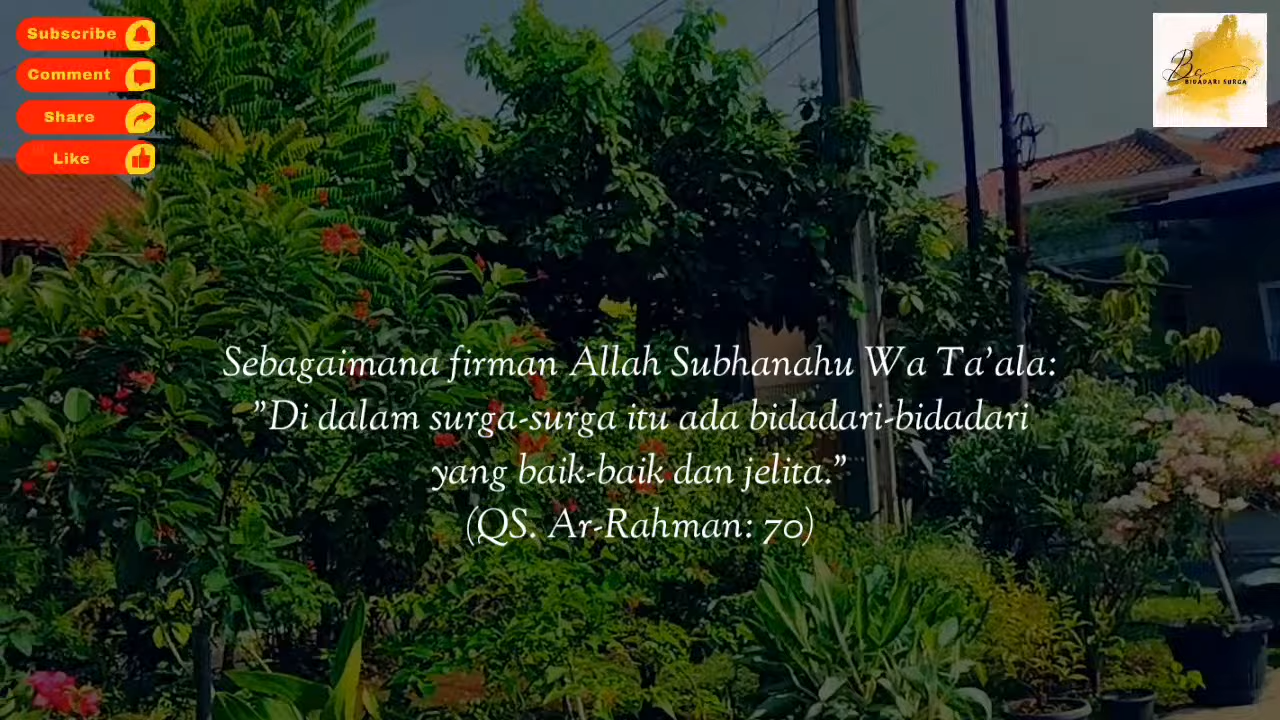 Subscribe
Comment
Share
Like
BIDADARI SURGA
Sebagaimana firman Allah Subhanahu Wa Ta'ala:
"Di dalam surga-surga itu ada bidadari-bidadari
yang baik-baik dan jelita."
(QS. Ar-Rahman: 70)